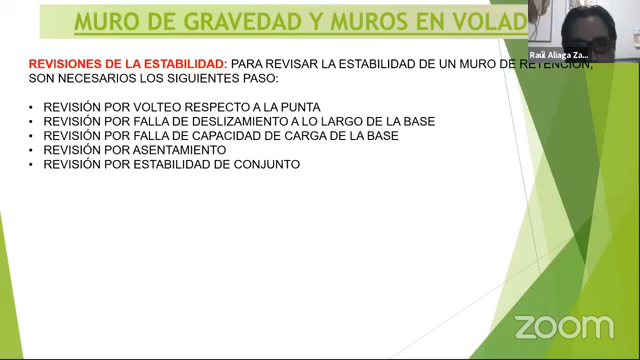 MURO DE GRAVEDAD Y MUROS EN VOLAD
Raúl Aliaga Za...
REVISIONES DE LA ESTABILIDAD: PARA REVISAR LA ESTABILIDAD DE UN MURO DE RETENCIÓN,
SON NECESARIOS LOS SIGUIENTES PASO:
• REVISIÓN POR VOLTEO RESPECTO A LA PUNTA
• REVISIÓN POR FALLA DE DESLIZAMIENTO A LO LARGO DE LA BASE
• REVISIÓN POR FALLA DE CAPACIDAD DE CARGA DE LA BASE
• REVISIÓN POR ASENTAMIENTO
• REVISIÓN POR ESTABILIDAD DE CONJUNTO
zoom